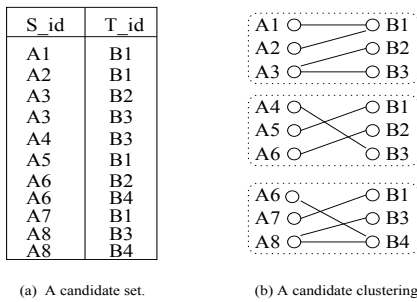 S_id T_id
A1 B1
A2 B1
A3 B2
A3 B3
A4 B3
A5 B1
A6 B2
A6 B4
A7 B1
A8 B3
A8 B4
(a) A candidate set.
A1 B1
A2 B2
A3 B3
A4 B1
A5 B2
A6 B3
A6 B1
A7 B3
A8 B4
(b) A candidate clustering